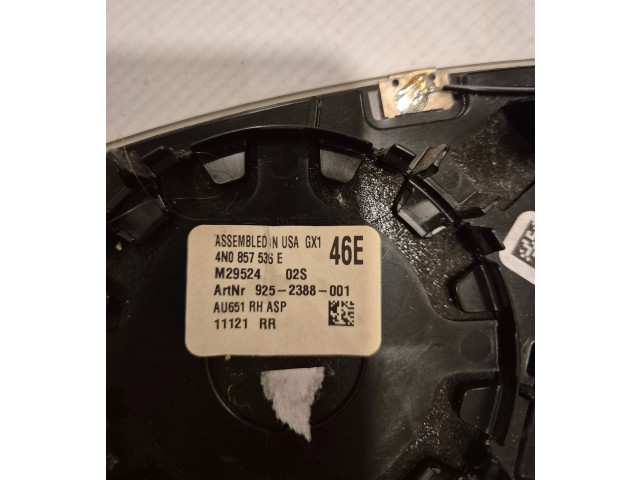 ASSEMBLED IN USA GX1
4N0 857 536 E 46E
M29524 02S
ArtNr 925-2388-001
AU651 RH ASP
11121 RR